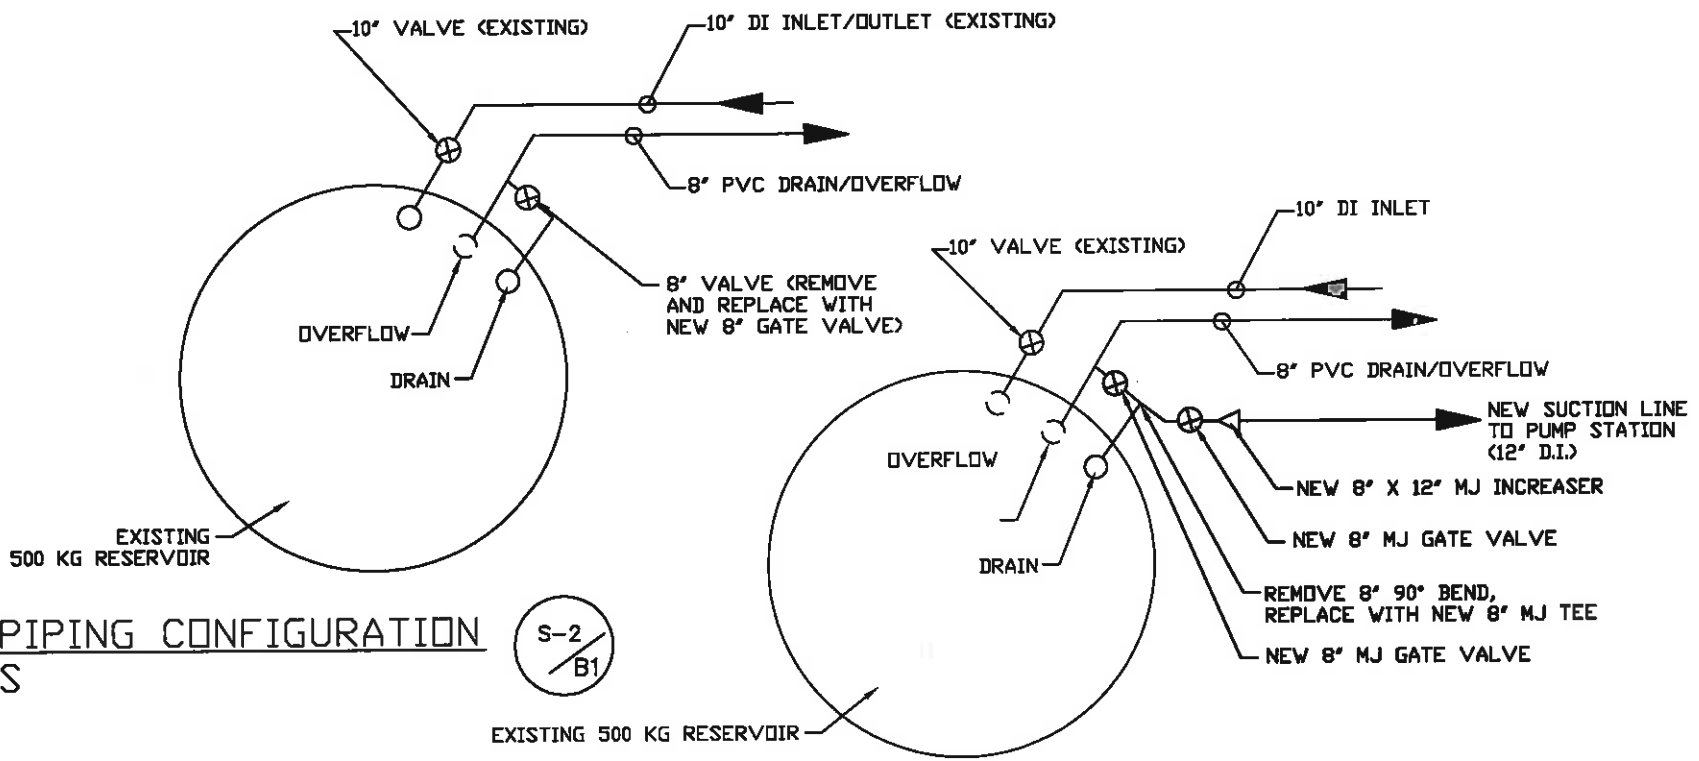 10" VALVE (EXISTING)
10" DI INLET/OUTLET (EXISTING)
8" PVC DRAIN/OVERFLOW
8" VALVE (REMOVE
AND REPLACE WITH
NEW 8" GATE VALVE)
OVERFLOW
DRAIN
EXISTING
500 KG RESERVOIR
PIPING CONFIGURATION
S
S-2
B1
10" VALVE (EXISTING)
10" DI INLET
8" PVC DRAIN/OVERFLOW
NEW SUCTION LINE
TO PUMP STATION
(12" D.I.)
OVERFLOW
NEW 8" X 12" MJ INCREASER
NEW 8" MJ GATE VALVE
DRAIN
REMOVE 8" 90° BEND,
REPLACE WITH NEW 8" MJ TEE
NEW 8" MJ GATE VALVE
EXISTING 500 KG RESERVOIR